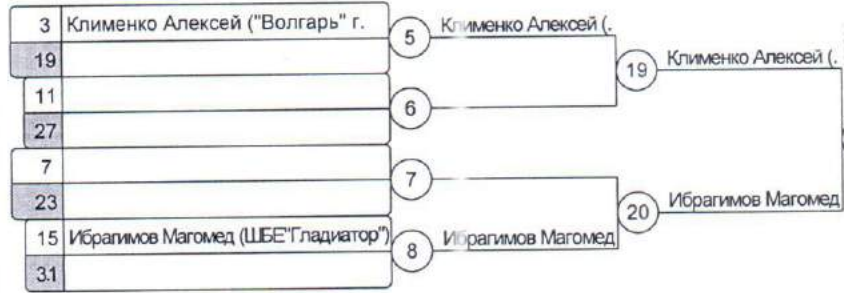 3 Клименко Алексей ("Волгарь" г.
5 Клименко Алексей (.
19
19 Клименко Алексей (.
11
6
27
7
7
23
20 Ибрагимов Магомед
15 Ибрагимов Магомед (ШБЕ"Гладиатор")
8 Ибрагимов Магомед
31